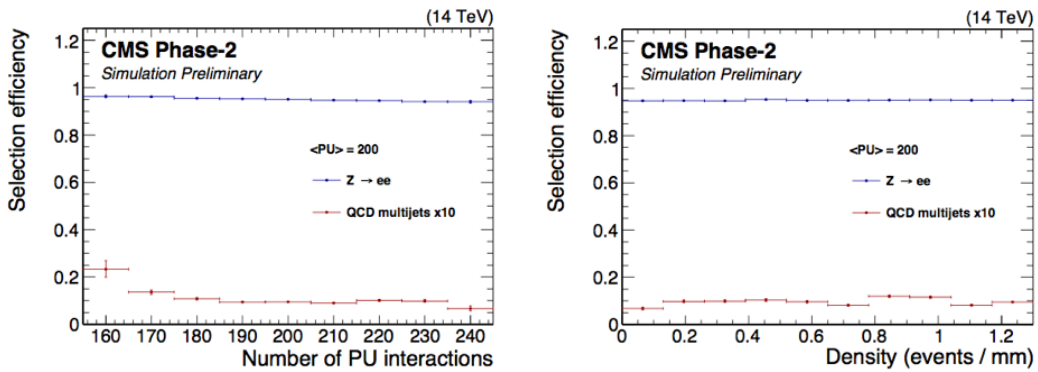 (14 TeV)
CMS Phase-2
Simulation Preliminary
<PU> = 200
Z → ee
QCD multijets x10
Selection efficiency
0
0.2
0.4
0.6
0.8
1
1.2
160 170 180 190 200 210 220 230 240
Number of PU interactions
(14 TeV)
CMS Phase-2
Simulation Preliminary
<PU> = 200
Z → ee
QCD multijets x10
Selection efficiency
0
0.2
0.4
0.6
0.8
1
1.2
0 0.2 0.4 0.6 0.8 1 1.2
Density (events / mm)